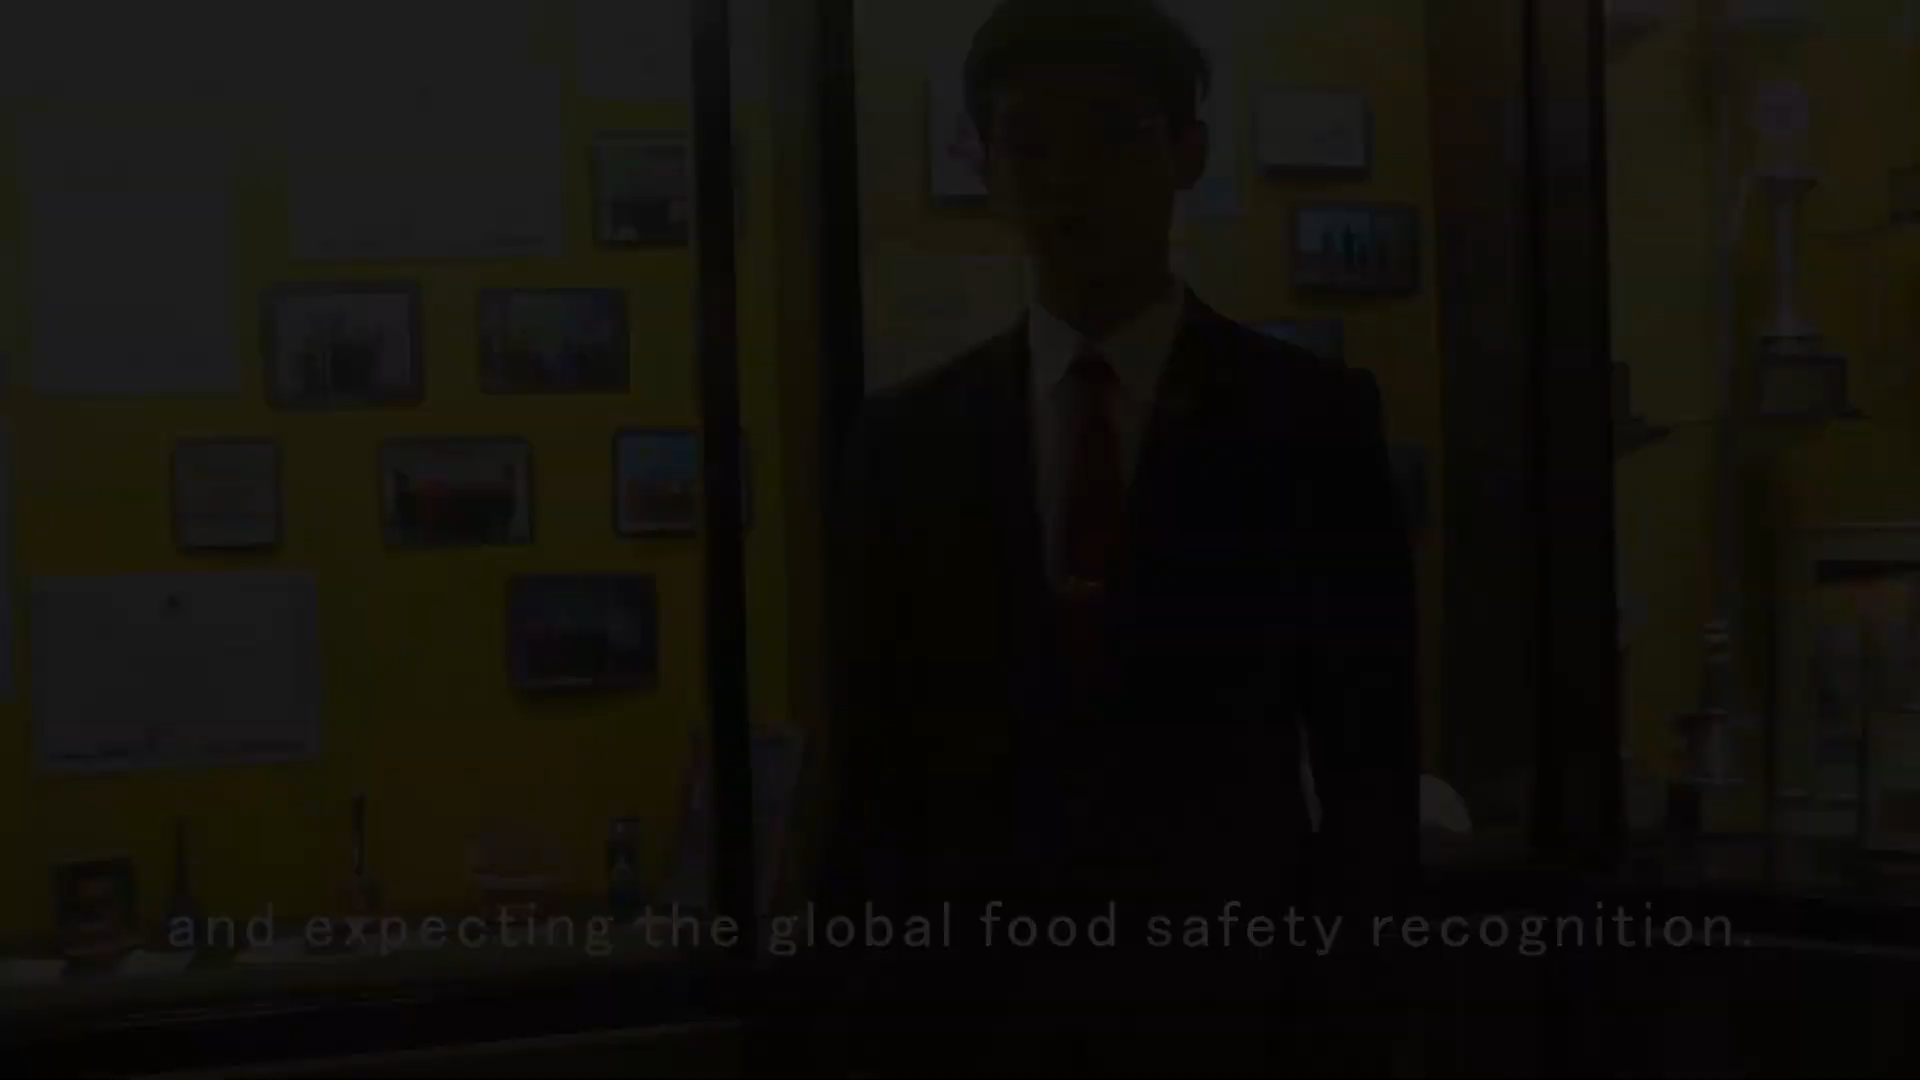 and expecting the global food safety recognition.